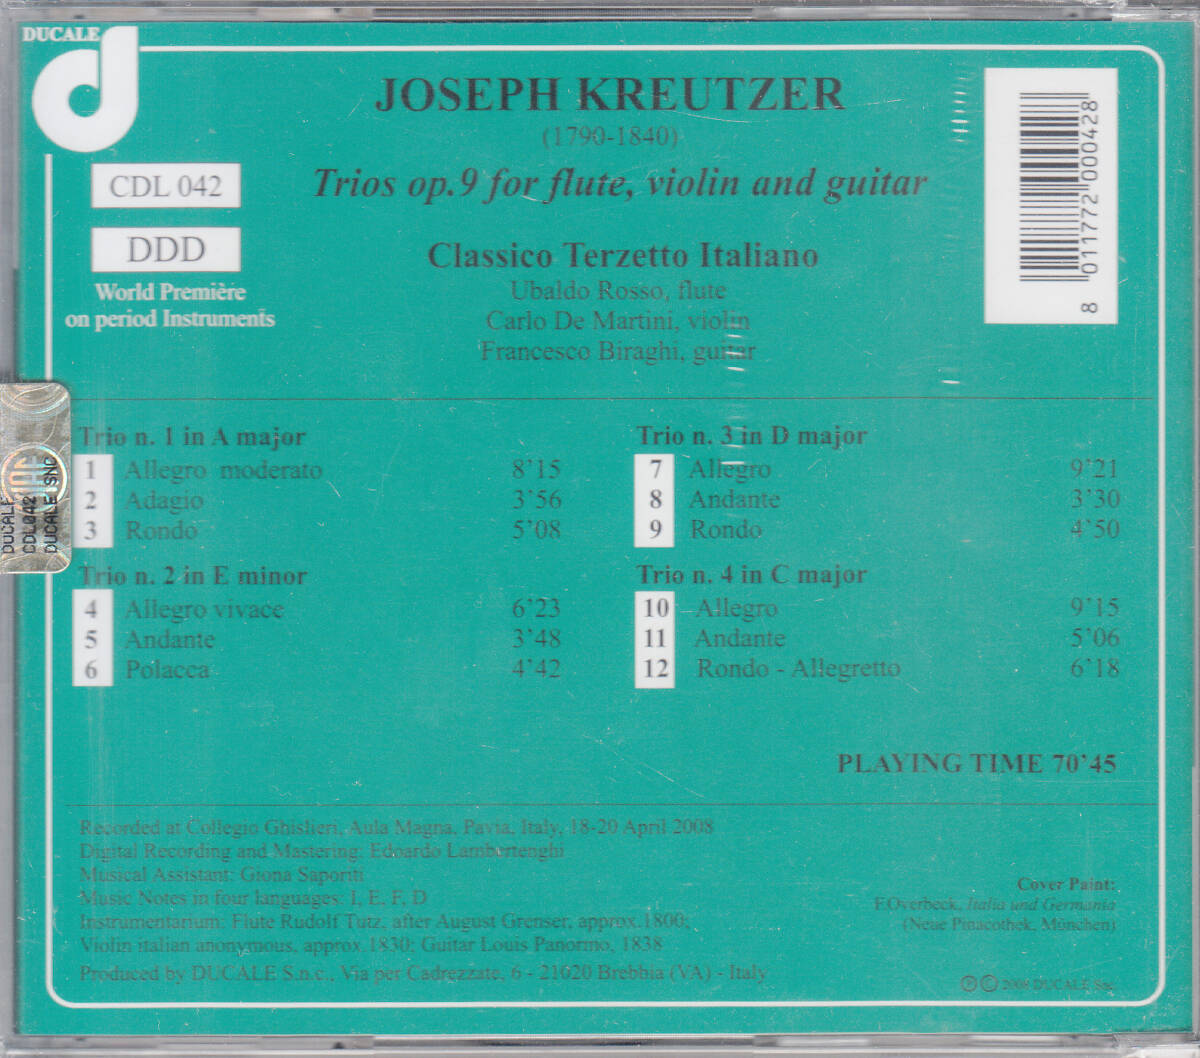 DUCALE
JOSEPH KREUTZER
(1790-1840)
Trios op.9 for flute, violin and guitar
CDL 042
DDD
World Première
on period Instruments
Classico Terzetto Italiano
Ubaldo Rosso, flute
Carlo De Martini, violin
Francesco Biraghi, guitar
8 011772 000428
Trio n. 1 in A major
1 Allegro moderato 8'15
2 Adagio 3'56
3 Rondo 5'08
Trio n. 2 in E minor
4 Allegro vivace 6'23
5 Andante 3'48
6 Polacca 4'42
Trio n. 3 in D major
7 Allegro 9'21
8 Andante 3'30
9 Rondo 4'50
Trio n. 4 in C major
10 Allegro 9'15
11 Andante 5'06
12 Rondo - Allegretto 6'18
DUCALE
CDL042
DUCALE SNC
PLAYING TIME 70'45
Recorded at Collegio Ghislieri, Aula Magna, Pavia, Italy, 18-20 April 2008
Digital Recording and Mastering: Edoardo Lambertenghi
Musical Assistant: Giona Saporiti
Music Notes in four languages: I, E, F, D
Instrumentarium: Flute Rudolf Tutz, after August Grenser, approx.1800;
Violin italian anonymous, approx.1830; Guitar Louis Panormo, 1838
Produced by DUCALE S.n.c., Via per Cadrezzate, 6 - 21020 Brebbia (VA) - Italy
Cover Paint:
F.Overbeck, Italia und Germania
(Neue Pinacothek, München)
Ⓟ © 2008 DUCALE Snc